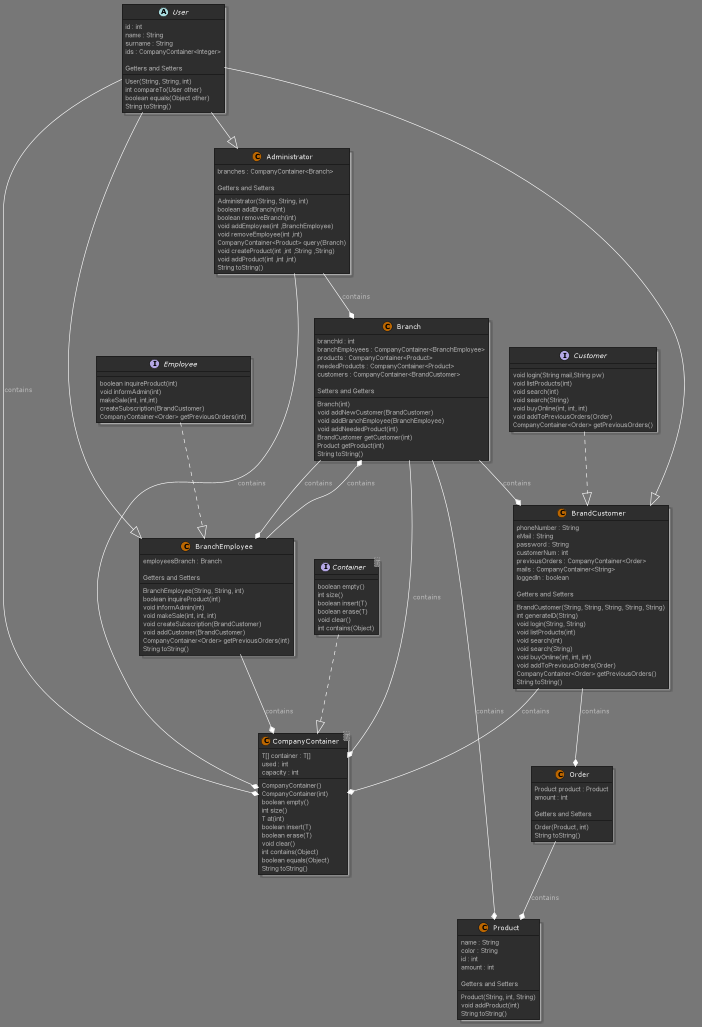 A User
id : int
name : String
surname : String
ids : CompanyContainer<Integer>
Getters and Setters
User(String, String, int)
int compareTo(User other)
boolean equals(Object other)
String toString()
C Administrator
branches : CompanyContainer<Branch>
Getters and Setters
Administrator(String, String, int)
boolean addBranch(int)
boolean removeBranch(int)
void addEmployee(int ,BranchEmployee)
void removeEmployee(int ,int)
CompanyContainer<Product> query(Branch)
void createProduct(int ,int ,String ,String)
void addProduct(int ,int ,int)
String toString()
contains
C Branch
branchId : int
branchEmployees : CompanyContainer<BranchEmployee>
products : CompanyContainer<Product>
neededProducts : CompanyContainer<Product>
customers : CompanyContainer<BrandCustomer>
Setters and Getters
Branch(int)
void addNewCustomer(BrandCustomer)
void addBranchEmployee(BranchEmployee)
void addNeededProduct(int)
BrandCustomer getCustomer(int)
Product getProduct(int)
String toString()
I Employee
boolean inquireProduct(int)
void informAdmin(int)
makeSale(int, int,int)
createSubscription(BrandCustomer)
CompanyContainer<Order> getPreviousOrders(int)
I Customer
void login(String mail,String pw)
void listProducts(int)
void search(int)
void search(String)
void buyOnline(int, int, int)
void addToPreviousOrders(Order)
CompanyContainer<Order> getPreviousOrders()
contains
contains
contains
contains
contains
C BranchEmployee
employeesBranch : Branch
Getters and Setters
BranchEmployee(String, String, int)
boolean inquireProduct(int)
void informAdmin(int)
void makeSale(int, int, int)
void createSubscription(BrandCustomer)
void addCustomer(BrandCustomer)
CompanyContainer<Order> getPreviousOrders(int)
String toString()
I Container
T
boolean empty()
int size()
boolean insert(T)
boolean erase(T)
void clear()
int contains(Object)
contains
C BrandCustomer
phoneNumber : String
eMail : String
password : String
customerNum : int
previousOrders : CompanyContainer<Order>
mails : CompanyContainer<String>
loggedIn : boolean
Getters and Setters
BrandCustomer(String, String, String, String, String)
int generateID(String)
void login(String, String)
void listProducts(int)
void search(int)
void search(String)
void buyOnline(int, int, int)
void addToPreviousOrders(Order)
CompanyContainer<Order> getPreviousOrders()
String toString()
contains
contains
contains
contains
C CompanyContainer
T
T[] container : T[]
used : int
capacity : int
CompanyContainer()
CompanyContainer(int)
boolean empty()
int size()
T at(int)
boolean insert(T)
boolean erase(T)
void clear()
int contains(Object)
boolean equals(Object)
String toString()
C Order
Product product : Product
amount : int
Getters and Setters
Order(Product, int)
String toString()
contains
C Product
name : String
color : String
id : int
amount : int
Getters and Setters
Product(String, int, String)
void addProduct(int)
String toString()